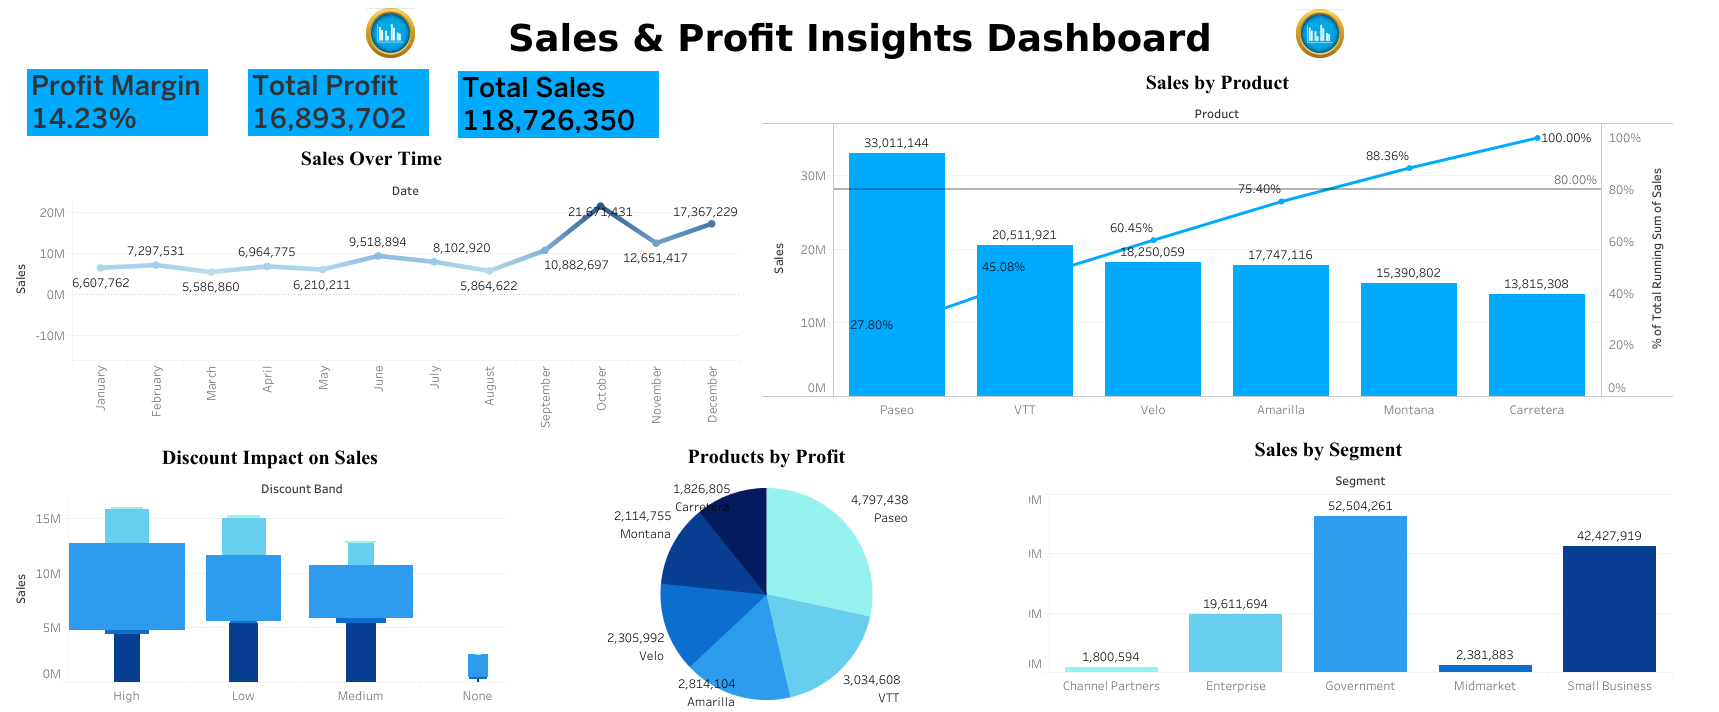 Sales & Profit Insights Dashboard
Profit Margin
14.23%
Total Profit
16,893,702
Total Sales
118,726,350
Sales Over Time
Date
Sales
20M
10M
0M
-10M
6,607,762
7,297,531
5,586,860
6,964,775
6,210,211
9,518,894
8,102,920
5,864,622
10,882,697
21,671,431
12,651,417
17,367,229
January
February
March
April
May
June
July
August
September
October
November
December
Sales by Product
Product
Sales
30M
20M
10M
0M
33,011,144
20,511,921
18,250,059
17,747,116
15,390,802
13,815,308
27.80%
45.08%
60.45%
75.40%
88.36%
100.00%
80.00%
100%
80%
60%
40%
20%
0%
% of Total Running Sum of Sales
Paseo
VTT
Velo
Amarilla
Montana
Carretera
Discount Impact on Sales
Discount Band
Sales
15M
10M
5M
0M
High
Low
Medium
None
Products by Profit
1,826,805
Carretera
2,114,755
Montana
2,305,992
Velo
2,814,104
Amarilla
3,034,608
VTT
4,797,438
Paseo
Sales by Segment
Segment
1,800,594
19,611,694
52,504,261
2,381,883
42,427,919
Channel Partners
Enterprise
Government
Midmarket
Small Business